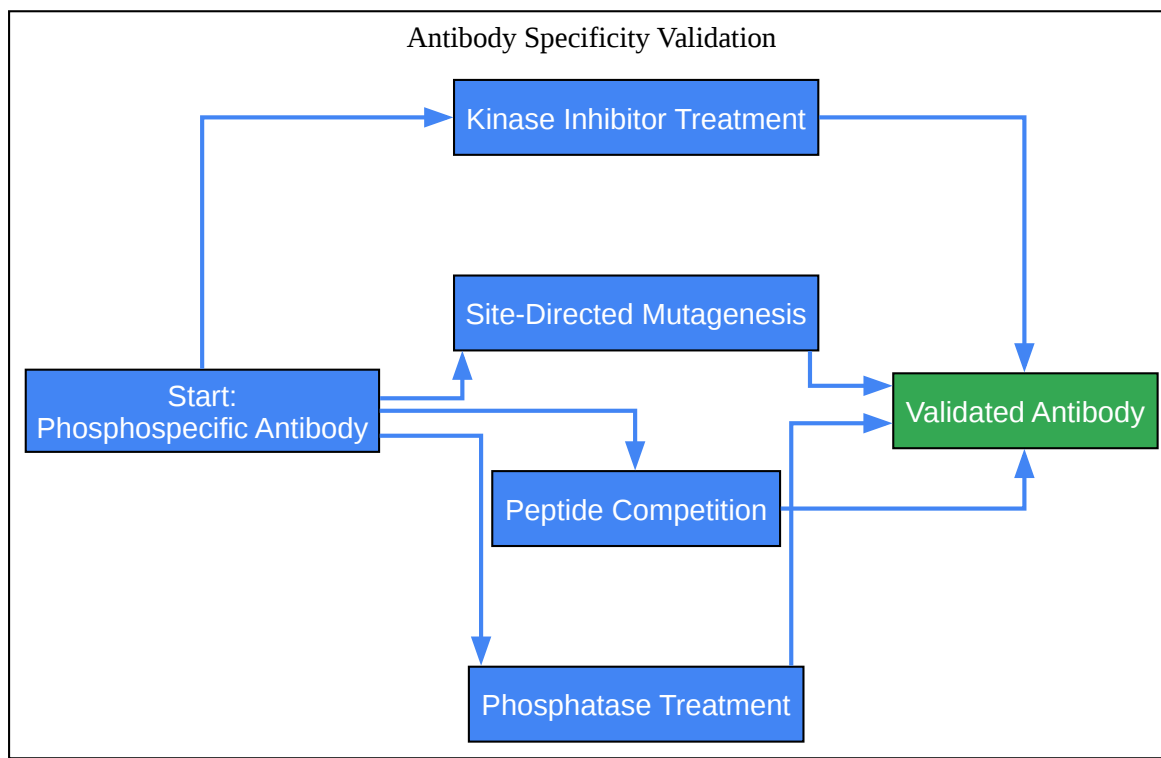 Antibody Specificity Validation
Kinase Inhibitor Treatment
Site-Directed Mutagenesis
Start:
Phosphospecific Antibody
Validated Antibody
Peptide Competition
Phosphatase Treatment